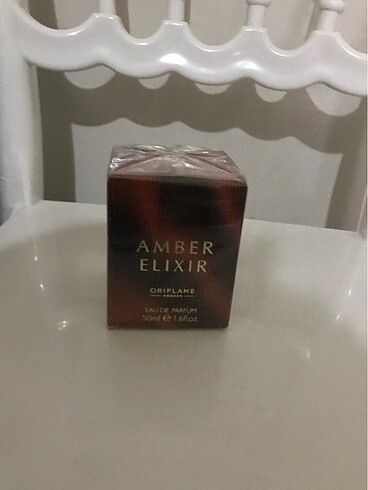 AMBER
ELIXIR
ORIFLAME
SWEDEN
EAU DE PARFUM
50ml ℮ 1.6fl.oz.